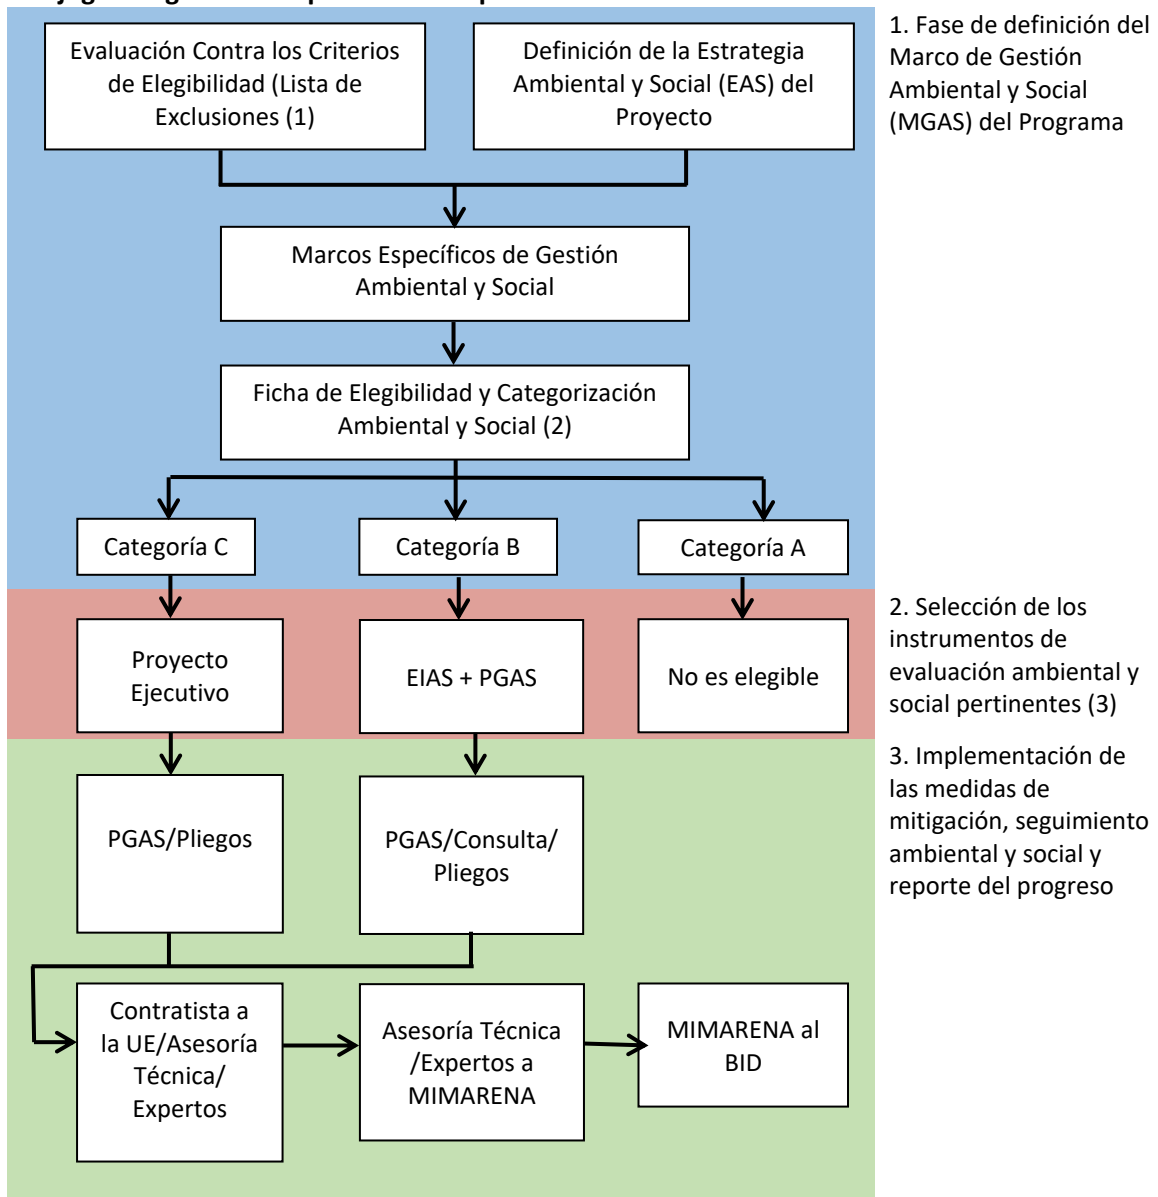 Evaluación Contra los Criterios
de Elegibilidad (Lista de
Exclusiones (1)
Definición de la Estrategia
Ambiental y Social (EAS) del
Proyecto
1. Fase de definición del
Marco de Gestión
Ambiental y Social
(MGAS) del Programa
Marcos Específicos de Gestión
Ambiental y Social
Ficha de Elegibilidad y Categorización
Ambiental y Social (2)
Categoría C
Categoría B
Categoría A
Proyecto
Ejecutivo
EIAS + PGAS
No es elegible
2. Selección de los
instrumentos de
evaluación ambiental y
social pertinentes (3)
PGAS/Pliegos
PGAS/Consulta/
Pliegos
3. Implementación de
las medidas de
mitigación, seguimiento
ambiental y social y
reporte del progreso
Contratista a
la UE/Asesoría
Técnica/
Expertos
Asesoría Técnica
/Expertos a
MIMARENA
MIMARENA al
BID